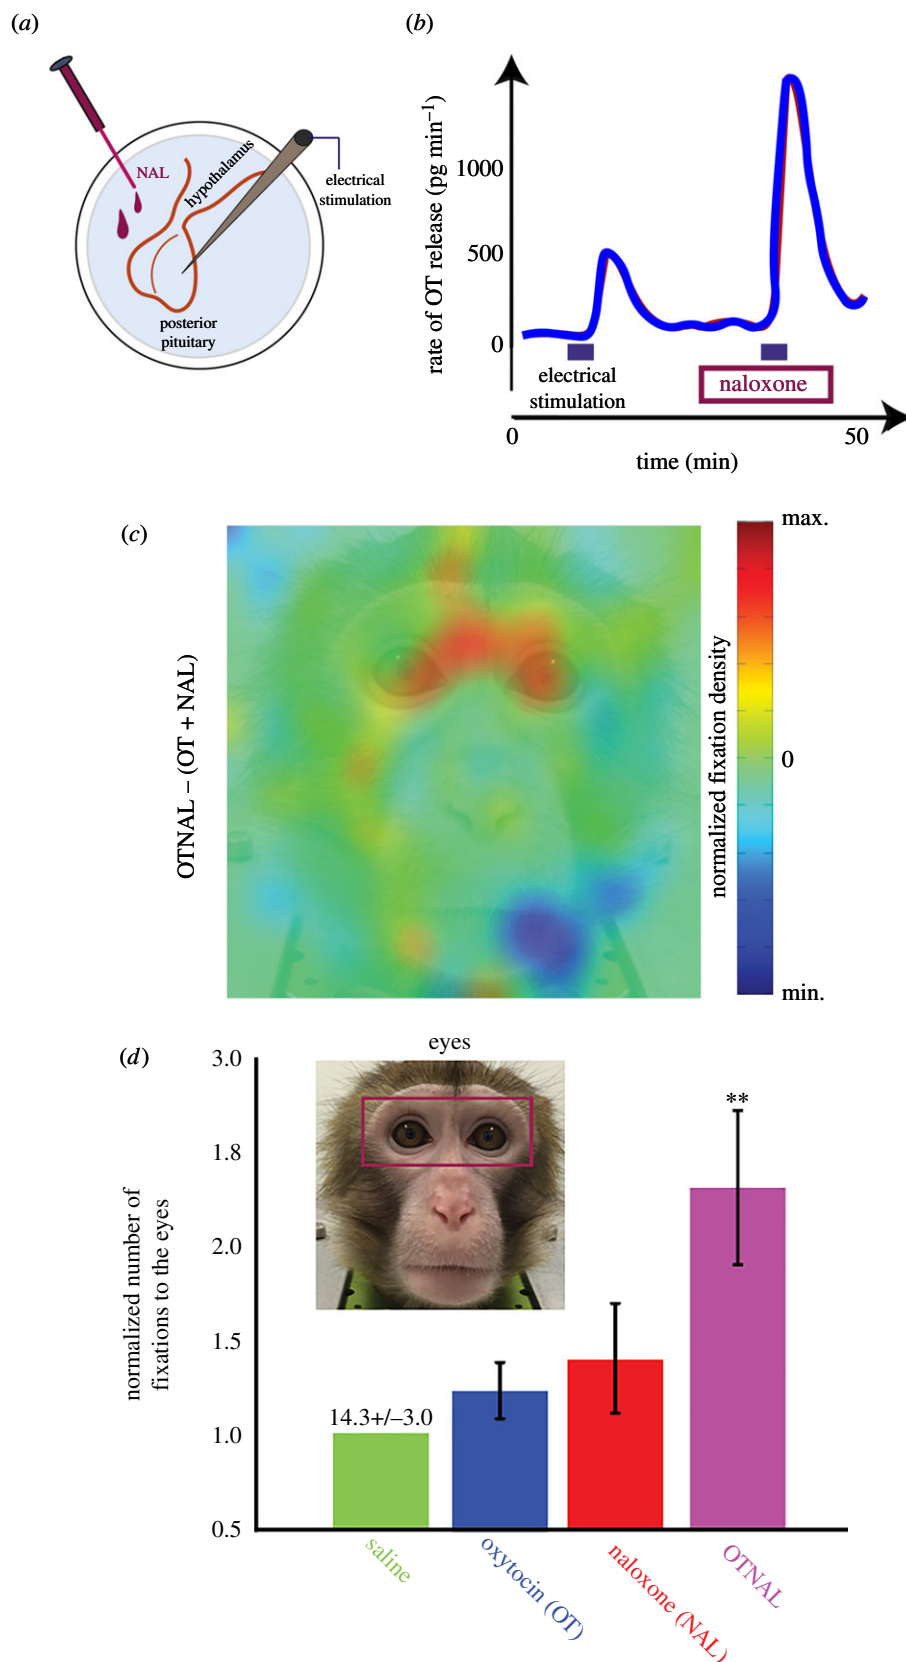 (a)
NAL
hypothalamus
electrical
stimulation
posterior
pituitary
(b)
rate of OT release (pg min⁻¹)
1000
500
0
electrical
stimulation
naloxone
0
50
time (min)
(c)
OTNAL – (OT + NAL)
max.
0
min.
normalized fixation density
(d)
eyes
normalized number of
fixations to the eyes
3.0
1.8
2.0
1.5
1.0
0.5
14.3+/–3.0
**
saline
oxytocin (OT)
naloxone (NAL)
OTNAL